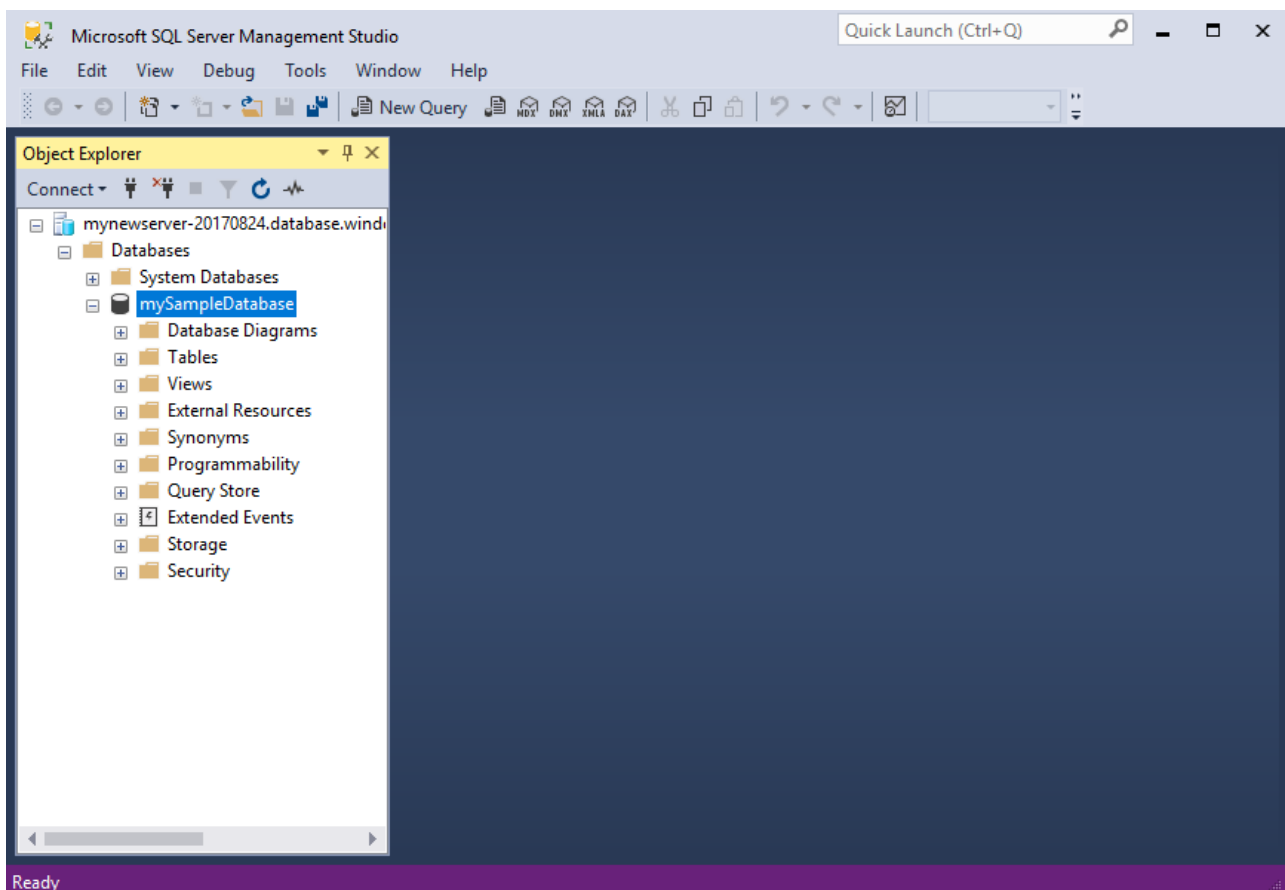 Microsoft SQL Server Management Studio
Quick Launch (Ctrl+Q)
File Edit View Debug Tools Window Help
New Query MDX DMX XMLA DAX
Object Explorer
Connect
mynewserver-20170824.database.wind
Databases
System Databases
mySampleDatabase
Database Diagrams
Tables
Views
External Resources
Synonyms
Programmability
Query Store
Extended Events
Storage
Security
Ready